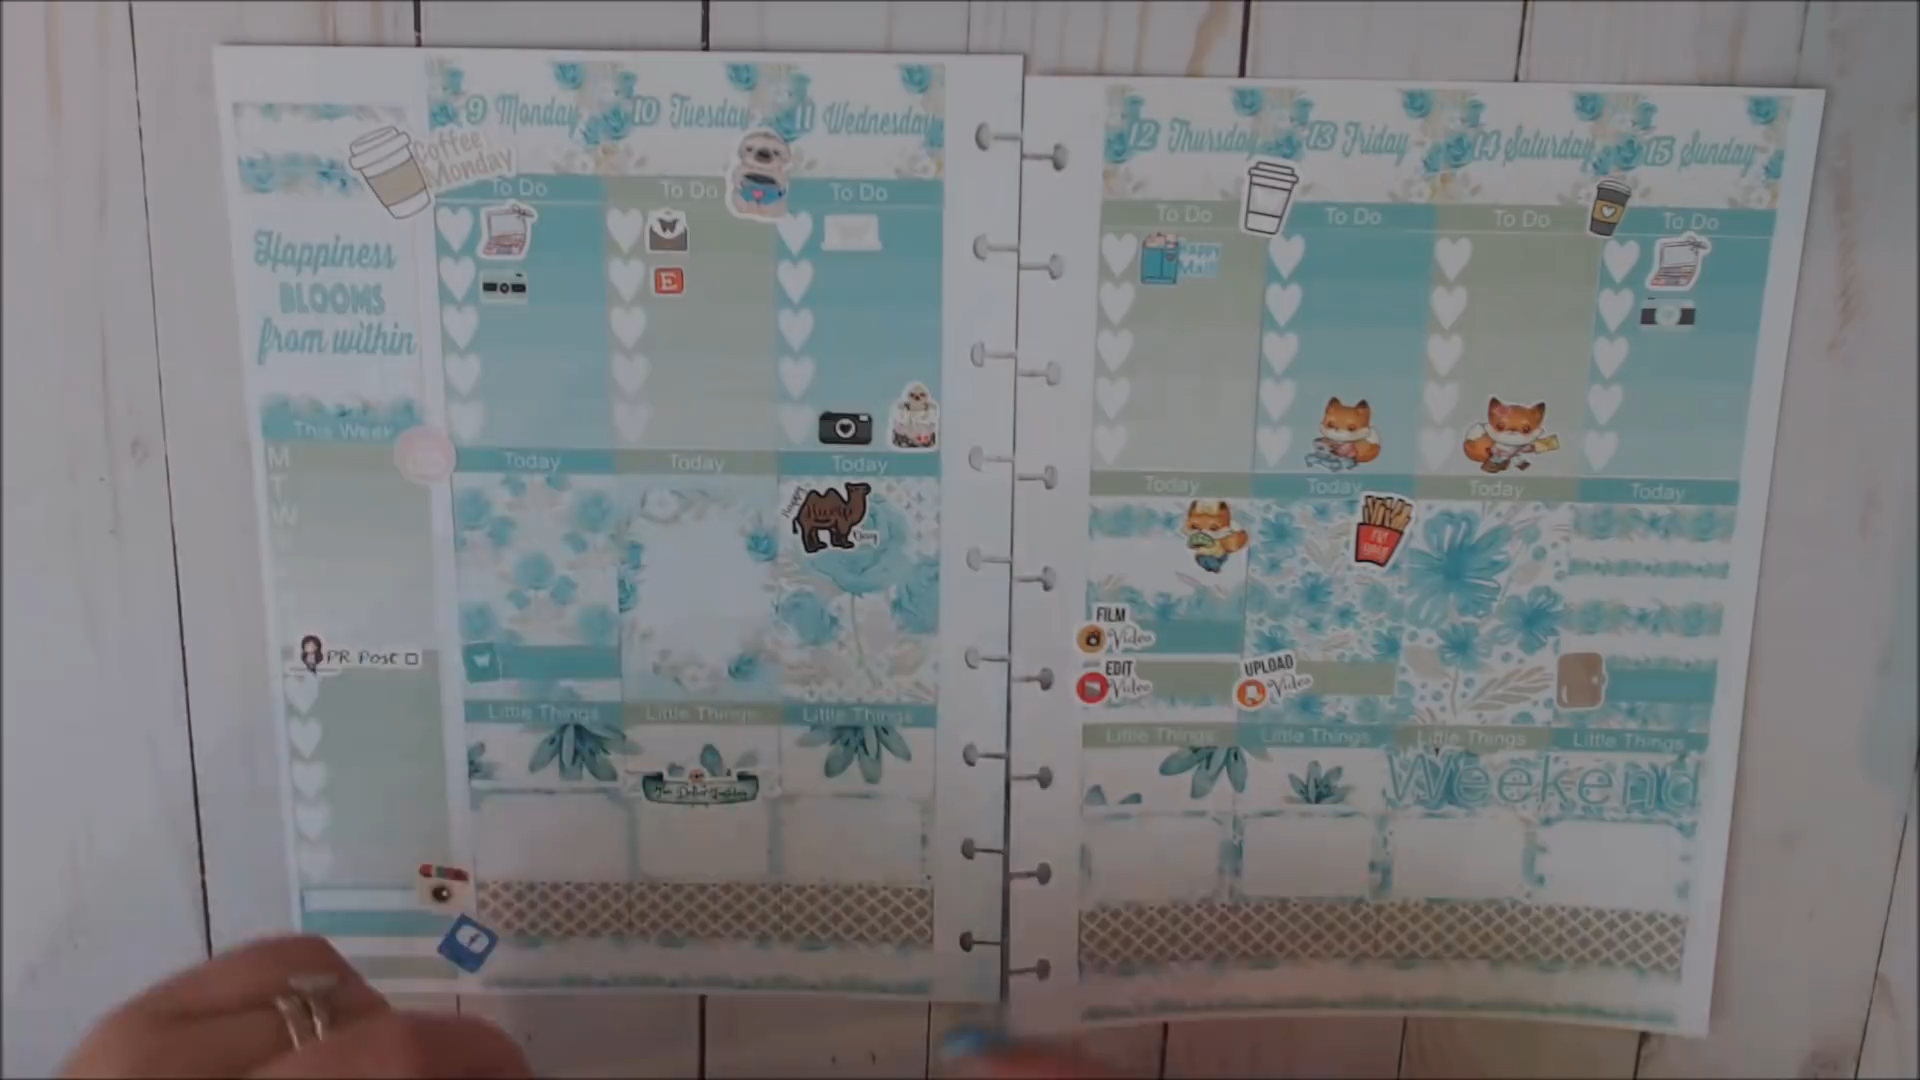 9 Monday
10 Tuesday
11 Wednesday
12 Thursday
13 Friday
14 Saturday
15 Sunday
Coffee
Monday
To Do
To Do
To Do
To Do
To Do
To Do
To Do
Happiness
BLOOMS
from within
E
Happy
Mail
This Week
M
T
W
Today
Today
Today
Today
Today
Today
Today
Happy
Hump
Day
FRY
FILM
Video
EDIT
Video
UPLOAD
Video
PR Post
Little Things
Little Things
Little Things
Little Things
Little Things
Little Things
Little Things
Weekend